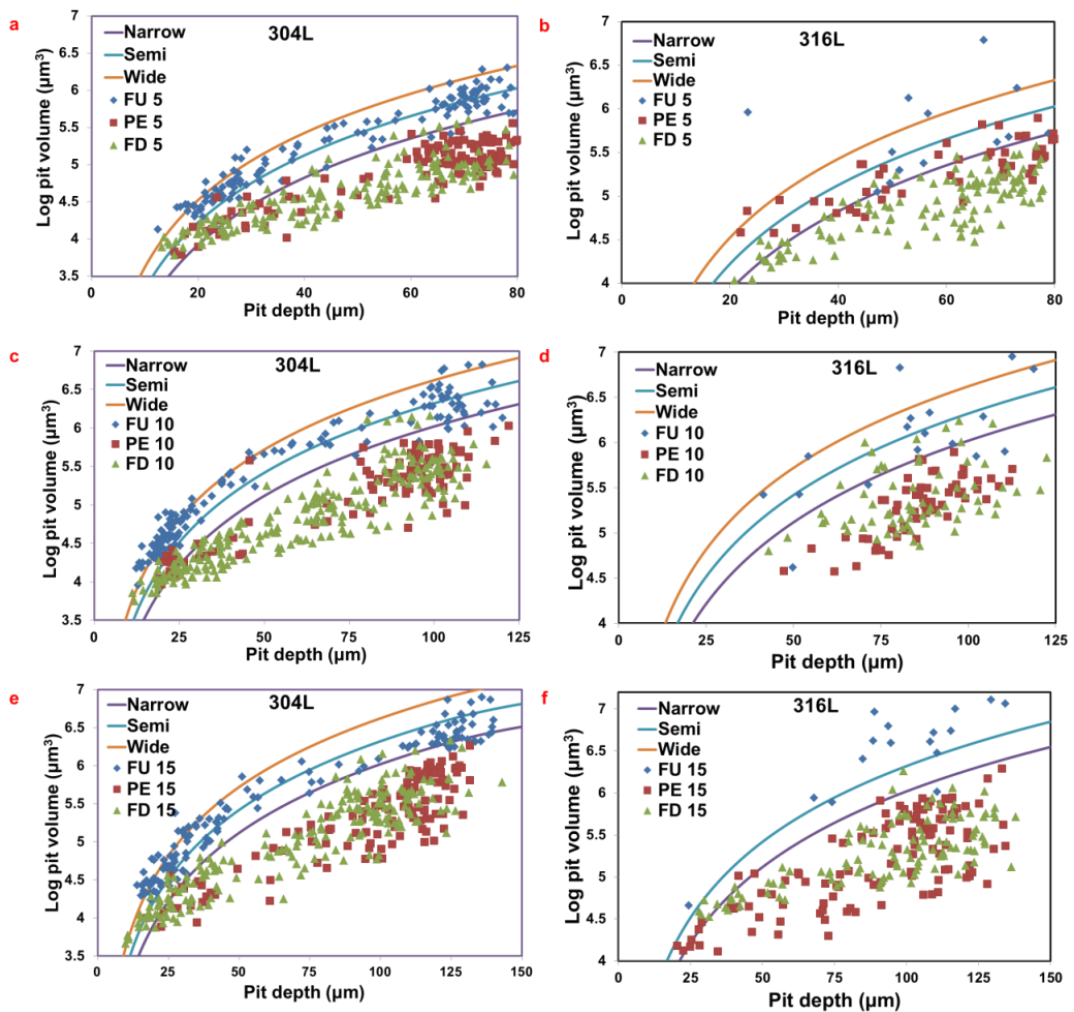 a
304L
Log pit volume (µm³)
7
6.5
6
5.5
5
4.5
4
3.5
Narrow
Semi
Wide
FU 5
PE 5
FD 5
0
20
40
60
80
Pit depth (µm)
b
316L
Log pit volume (µm³)
7
6.5
6
5.5
5
4.5
4
Narrow
Semi
Wide
FU 5
PE 5
FD 5
0
20
40
60
80
Pit depth (µm)
c
304L
Log pit volume (µm³)
7
6.5
6
5.5
5
4.5
4
3.5
Narrow
Semi
Wide
FU 10
PE 10
FD 10
0
25
50
75
100
125
Pit depth (µm)
d
316L
Log pit volume (µm³)
7
6.5
6
5.5
5
4.5
4
Narrow
Semi
Wide
FU 10
PE 10
FD 10
0
25
50
75
100
125
Pit depth (µm)
e
304L
Log pit volume (µm³)
7
6.5
6
5.5
5
4.5
4
3.5
Narrow
Semi
Wide
FU 15
PE 15
FD 15
0
25
50
75
100
125
150
Pit depth (µm)
f
316L
Log pit volume (µm³)
7
6.5
6
5.5
5
4.5
4
Narrow
Semi
Wide
FU 15
PE 15
FD 15
0
25
50
75
100
125
150
Pit depth (µm)